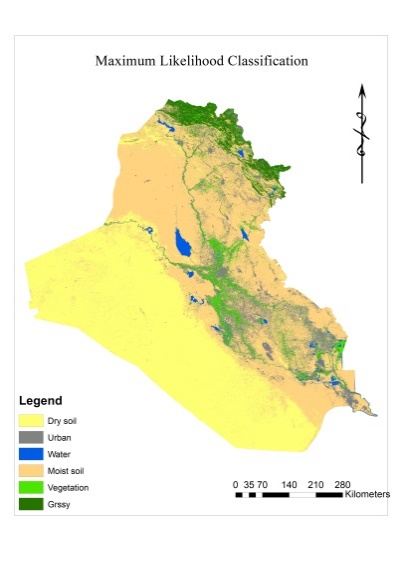 Maximum Likelihood Classification
Legend
Dry soil
Urban
Water
Moist soil
Vegetation
Grssy
0 35 70 140 210 280
Kilometers